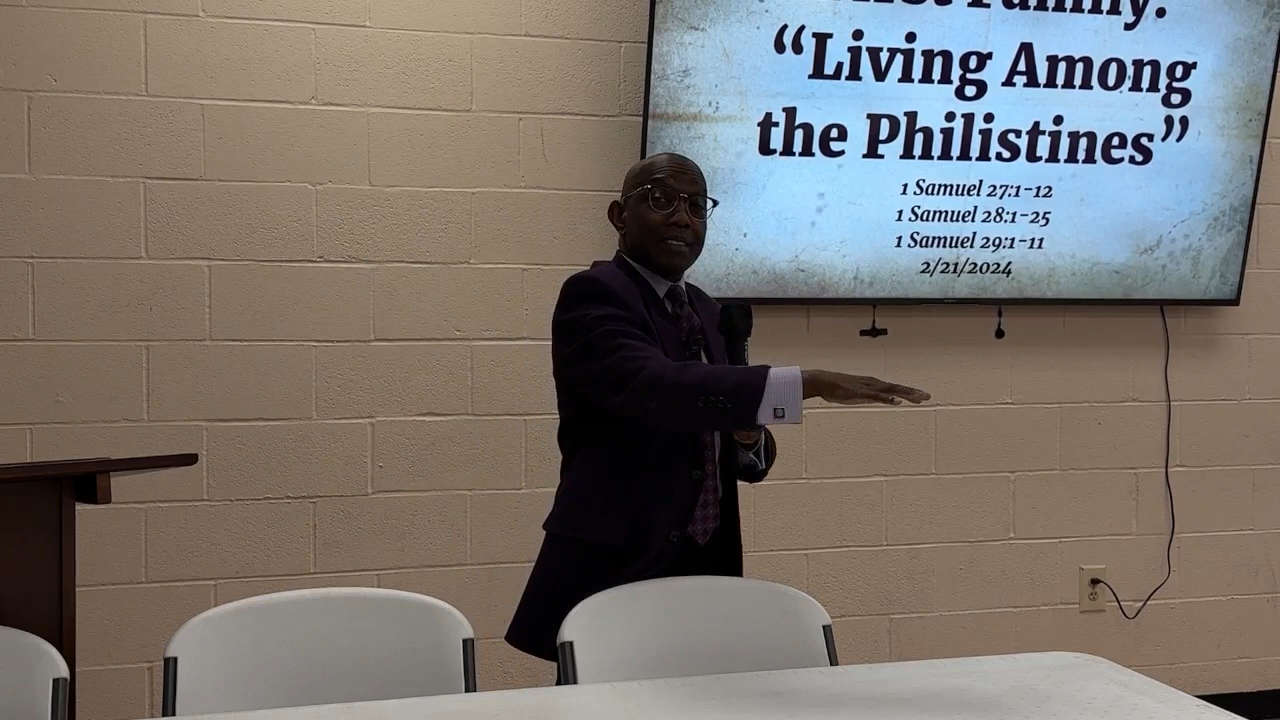 Family:
“Living Among
the Philistines”
1 Samuel 27:1-12
1 Samuel 28:1-25
1 Samuel 29:1-11
2/21/2024